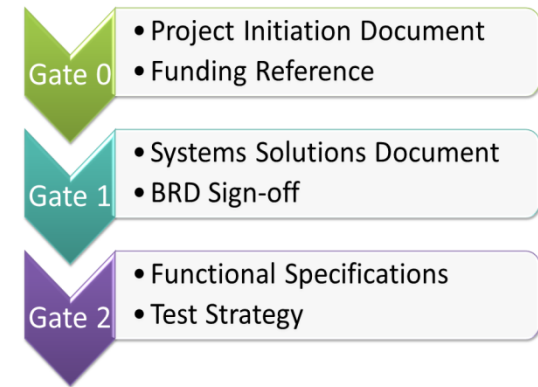 Gate 0
• Project Initiation Document
• Funding Reference
Gate 1
• Systems Solutions Document
• BRD Sign-off
Gate 2
• Functional Specifications
• Test Strategy